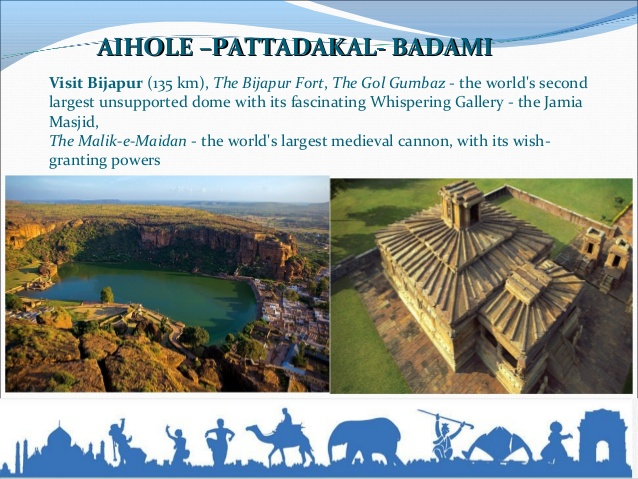 AIHOLE –PATTADAKAL- BADAMI
Visit Bijapur (135 km), The Bijapur Fort, The Gol Gumbaz - the world's second
largest unsupported dome with its fascinating Whispering Gallery - the Jamia
Masjid,
The Malik-e-Maidan - the world's largest medieval cannon, with its wish-
granting powers